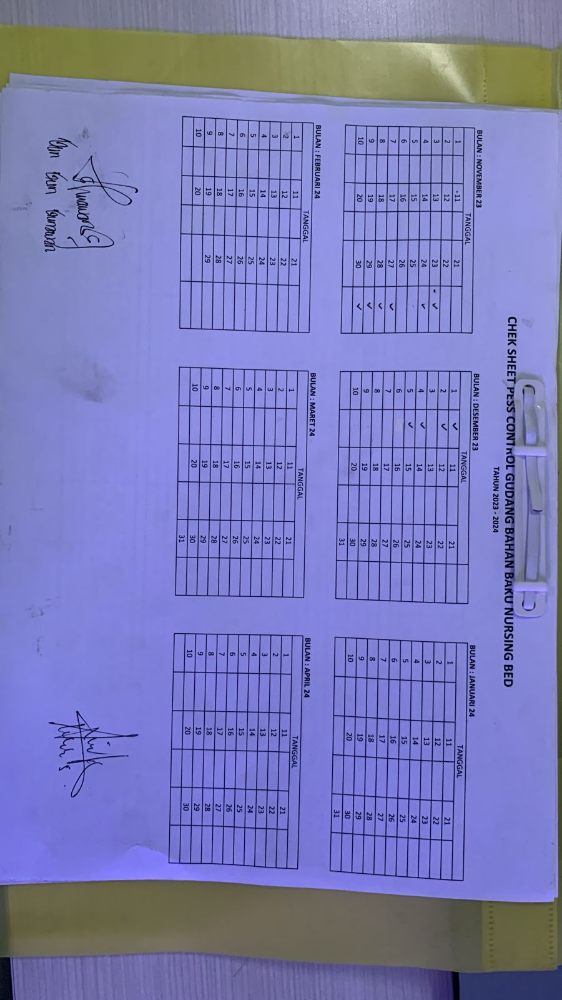 CHEK SHEET PESS CONTROL GUDANG BAHAN BAKU NURSING BED
TAHUN 2023 - 2024
BULAN : NOVEMBER 23
TANGGAL
1 11 21
2 12 22
3 13 23 ✓
4 14 24 ✓
5 15 25
6 16 26
7 17 27 ✓
8 18 28 ✓
9 19 29 ✓
10 20 30 ✓
BULAN : DESEMBER 23
TANGGAL
1 ✓ 11 21
2 ✓ 12 22
3 13 23
4 ✓ 14 24
5 ✓ 15 25
6 16 26
7 17 27
8 18 28
9 19 29
10 20 30
31
BULAN : JANUARI 24
TANGGAL
1 11 21
2 12 22
3 13 23
4 14 24
5 15 25
6 16 26
7 17 27
8 18 28
9 19 29
10 20 30
31
BULAN : FEBRUARI 24
TANGGAL
1 11 21
2 12 22
3 13 23
4 14 24
5 15 25
6 16 26
7 17 27
8 18 28
9 19 29
10 20
BULAN : MARET 24
TANGGAL
1 11 21
2 12 22
3 13 23
4 14 24
5 15 25
6 16 26
7 17 27
8 18 28
9 19 29
10 20 30
31
BULAN : APRIL 24
TANGGAL
1 11 21
2 12 22
3 13 23
4 14 24
5 15 25
6 16 26
7 17 27
8 18 28
9 19 29
10 20 30
Gunawan